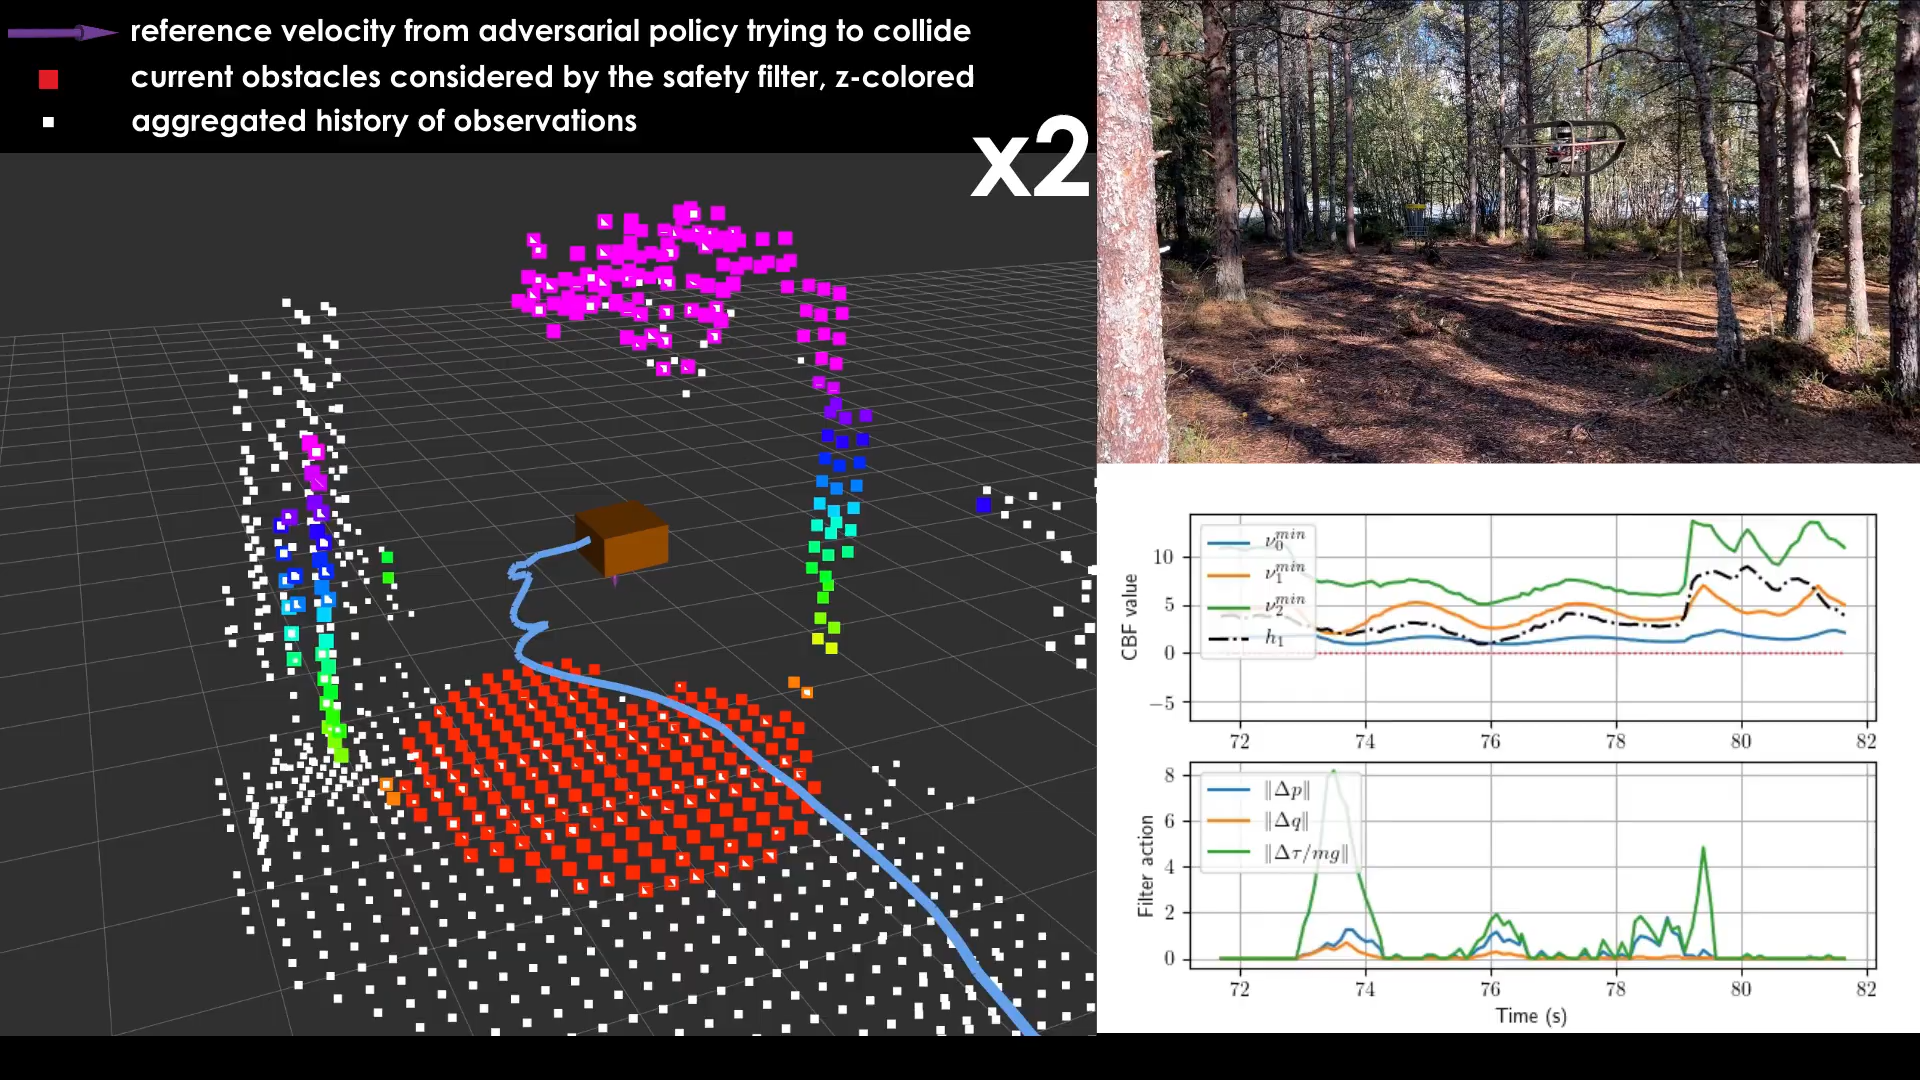 reference velocity from adversarial policy trying to collide
current obstacles considered by the safety filter, z-colored
aggregated history of observations
x2
CBF value
10
5
0
−5
ν₀ᵐⁱⁿ
ν₁ᵐⁱⁿ
ν₂ᵐⁱⁿ
h₁
72 74 76 78 80 82
Filter action
8
6
4
2
0
‖Δp‖
‖Δq‖
‖Δτ/mg‖
72 74 76 78 80 82
Time (s)